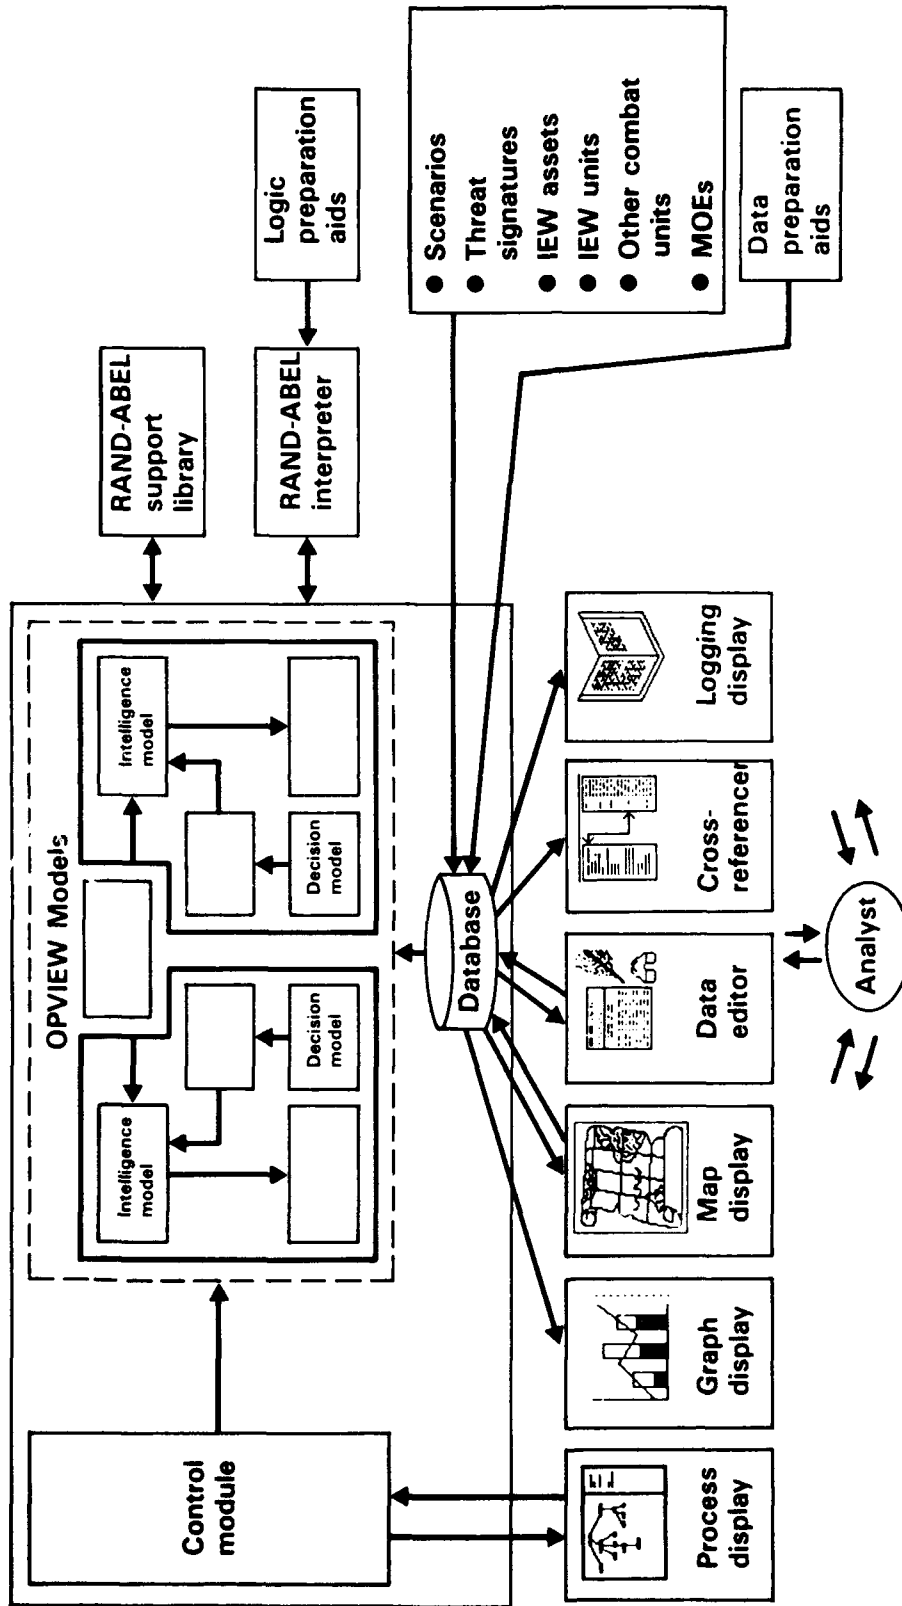 OPVIEW Models
Control
module
Intelligence
model
Decision
model
Intelligence
model
Decision
model
RAND-ABEL
support
library
RAND-ABEL
interpreter
Logic
preparation
aids
Database
● Scenarios
● Threat
signatures
● IEW assets
● IEW units
● Other combat
units
● MOEs
Data
preparation
aids
Process
display
Graph
display
Map
display
Data
editor
Cross-
referencer
Logging
display
Analyst